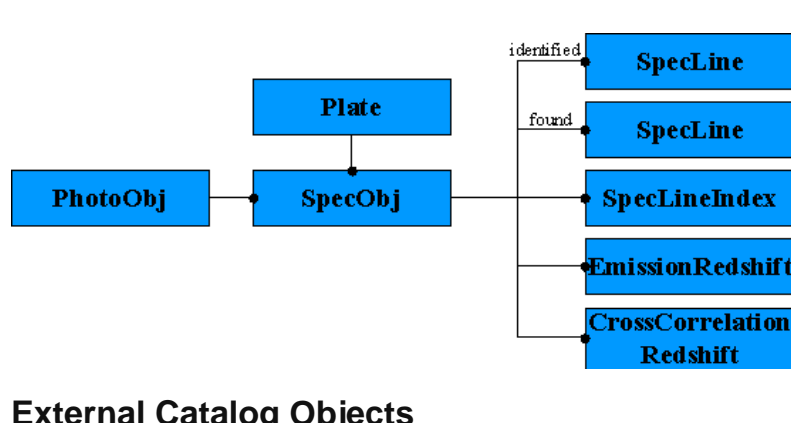 identified
SpecLine
Plate
found
SpecLine
PhotoObj
SpecObj
SpecLineIndex
EmissionRedshift
CrossCorrelation
Redshift
External Catalog Objects